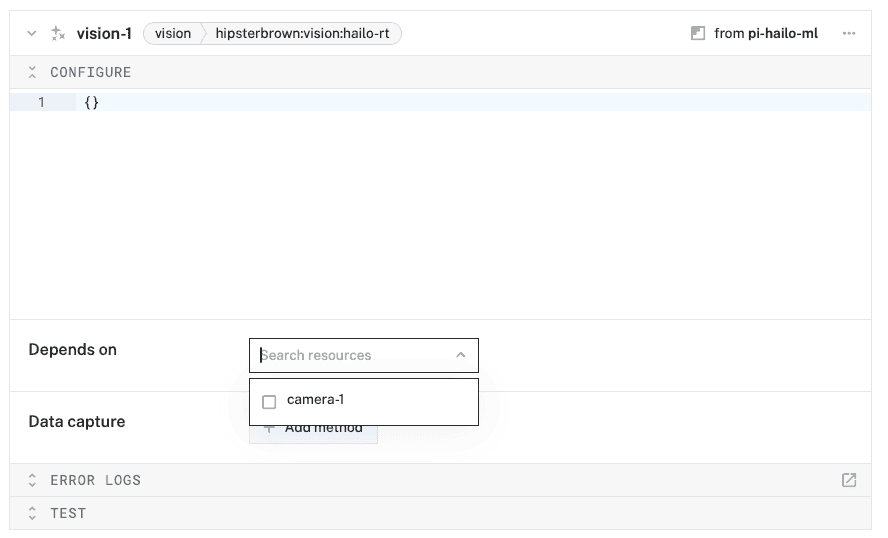 vision-1 vision hipsterbrown:vision:hailo-rt from pi-hailo-ml
CONFIGURE
1 {}
Depends on Search resources
camera-1
Data capture Add method
ERROR LOGS
TEST